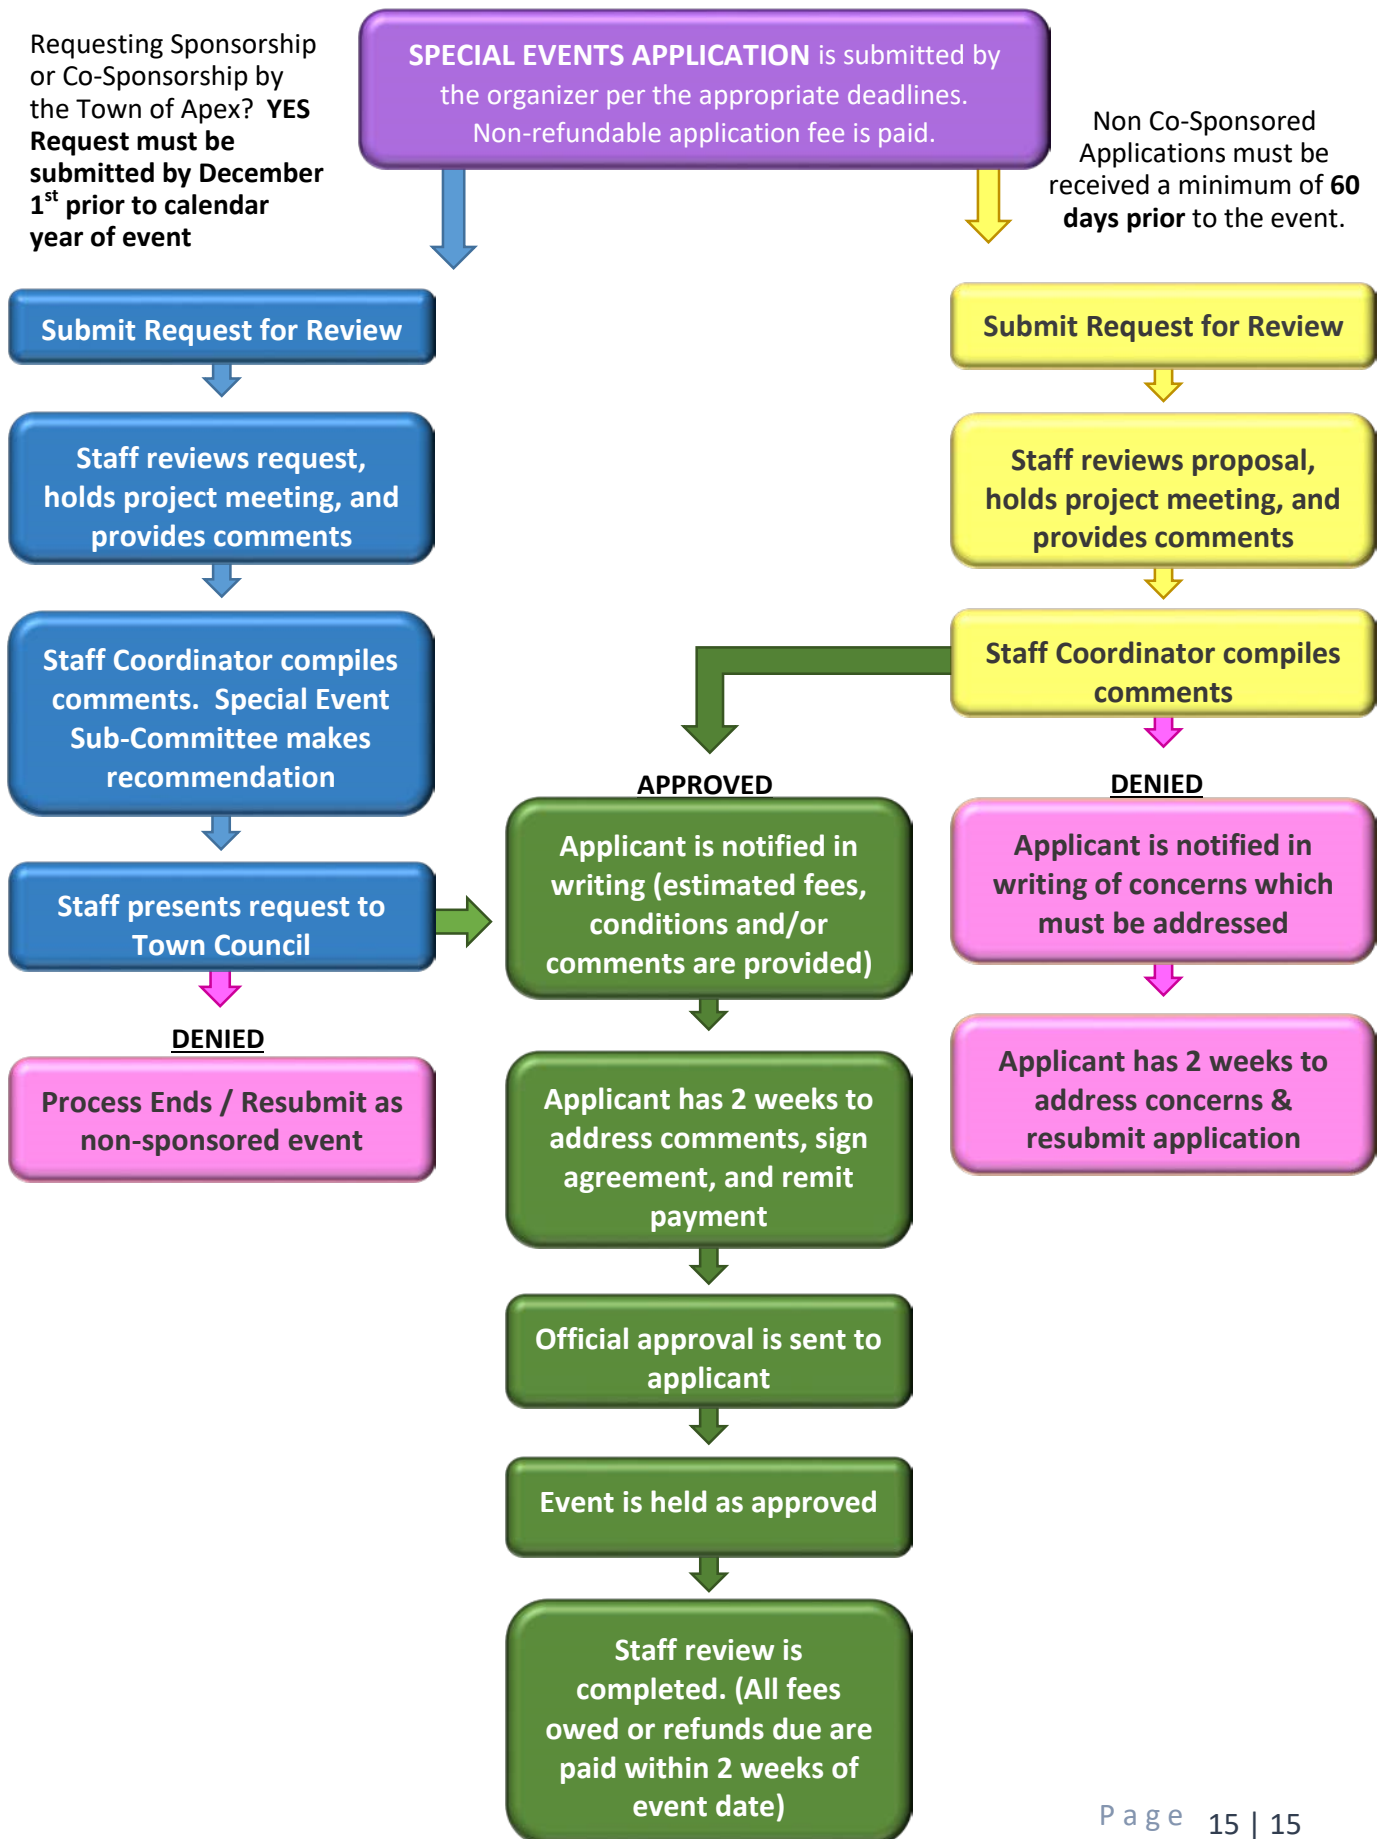 Requesting Sponsorship
or Co-Sponsorship by
the Town of Apex? YES
Request must be
submitted by December
1st prior to calendar
year of event
SPECIAL EVENTS APPLICATION is submitted by
the organizer per the appropriate deadlines.
Non-refundable application fee is paid.
Non Co-Sponsored
Applications must be
received a minimum of 60
days prior to the event.
Submit Request for Review
Staff reviews request,
holds project meeting, and
provides comments
Staff Coordinator compiles
comments. Special Event
Sub-Committee makes
recommendation
Staff presents request to
Town Council
DENIED
Process Ends / Resubmit as
non-sponsored event
Submit Request for Review
Staff reviews proposal,
holds project meeting, and
provides comments
Staff Coordinator compiles
comments
DENIED
Applicant is notified in
writing of concerns which
must be addressed
Applicant has 2 weeks to
address concerns &
resubmit application
APPROVED
Applicant is notified in
writing (estimated fees,
conditions and/or
comments are provided)
Applicant has 2 weeks to
address comments, sign
agreement, and remit
payment
Official approval is sent to
applicant
Event is held as approved
Staff review is
completed. (All fees
owed or refunds due are
paid within 2 weeks of
event date)
Page 15 | 15